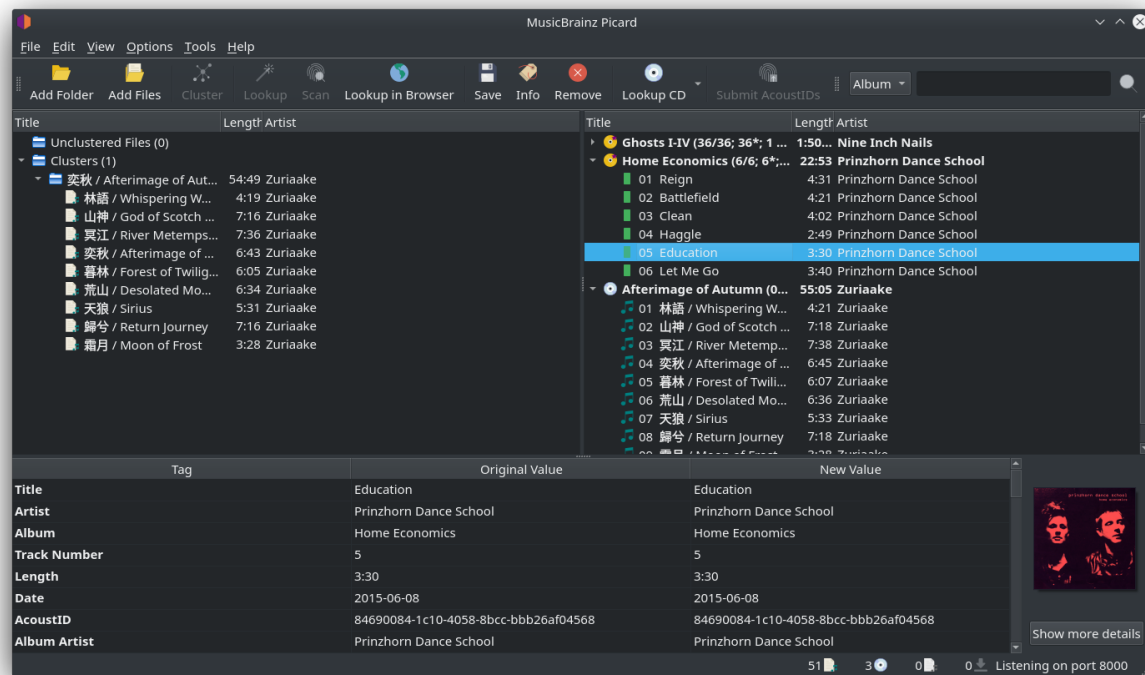 MusicBrainz Picard
File Edit View Options Tools Help
Add Folder Add Files Cluster Lookup Scan Lookup in Browser Save Info Remove Lookup CD Submit AcoustIDs Album
Title Length Artist
Unclustered Files (0)
Clusters (1)
奕秋 / Afterimage of Aut... 54:49 Zuriaake
林語 / Whispering W... 4:19 Zuriaake
山神 / God of Scotch ... 7:16 Zuriaake
冥江 / River Metemps... 7:36 Zuriaake
奕秋 / Afterimage of ... 6:43 Zuriaake
暮林 / Forest of Twilig... 6:05 Zuriaake
荒山 / Desolated Mo... 6:34 Zuriaake
天狼 / Sirius 5:31 Zuriaake
歸兮 / Return Journey 7:16 Zuriaake
霜月 / Moon of Frost 3:28 Zuriaake
Title Length Artist
Ghosts I-IV (36/36; 36*; 1 ... 1:50... Nine Inch Nails
Home Economics (6/6; 6*;... 22:53 Prinzhorn Dance School
01 Reign 4:31 Prinzhorn Dance School
02 Battlefield 4:21 Prinzhorn Dance School
03 Clean 4:02 Prinzhorn Dance School
04 Haggle 2:49 Prinzhorn Dance School
05 Education 3:30 Prinzhorn Dance School
06 Let Me Go 3:40 Prinzhorn Dance School
Afterimage of Autumn (0... 55:05 Zuriaake
01 林語 / Whispering W... 4:21 Zuriaake
02 山神 / God of Scotch ... 7:18 Zuriaake
03 冥江 / River Metemp... 7:38 Zuriaake
04 奕秋 / Afterimage of ... 6:45 Zuriaake
05 暮林 / Forest of Twili... 6:07 Zuriaake
06 荒山 / Desolated Mo... 6:36 Zuriaake
07 天狼 / Sirius 5:33 Zuriaake
08 歸兮 / Return Journey 7:18 Zuriaake
Tag Original Value New Value
Title Education Education
Artist Prinzhorn Dance School Prinzhorn Dance School
Album Home Economics Home Economics
Track Number 5 5
Length 3:30 3:30
Date 2015-06-08 2015-06-08
AcoustID 84690084-1c10-4058-8bcc-bbb26af04568 84690084-1c10-4058-8bcc-bbb26af04568
Album Artist Prinzhorn Dance School Prinzhorn Dance School
prinzhorn dance school
home economics
Show more details
51 3 0 0 Listening on port 8000